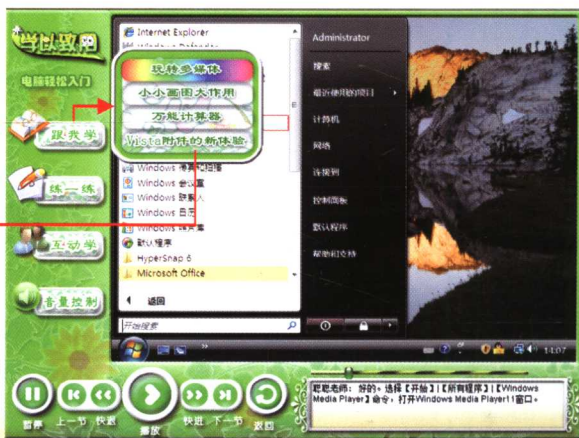 学以致用
电脑轻松入门
跟我学
练一练
互动学
音量控制
玩转多媒体
小小画图大作用
万能计算器
Vista附件的新体验
Internet Explorer
Windows Defender
Windows 会议室
Windows 联系人
Windows 日历
默认程序
HyperSnap 6
Microsoft Office
返回
开始搜索
Administrator
搜索
最近使用的项目
计算机
网络
连接到
控制面板
默认程序
帮助和支持
14:07
暂停
上一节
快退
播放
快进
下一节
返回
聪聪老师: 好的。选择【开始】|【所有程序】|【Windows
Media Player】命令，打开Windows Media Player11窗口。